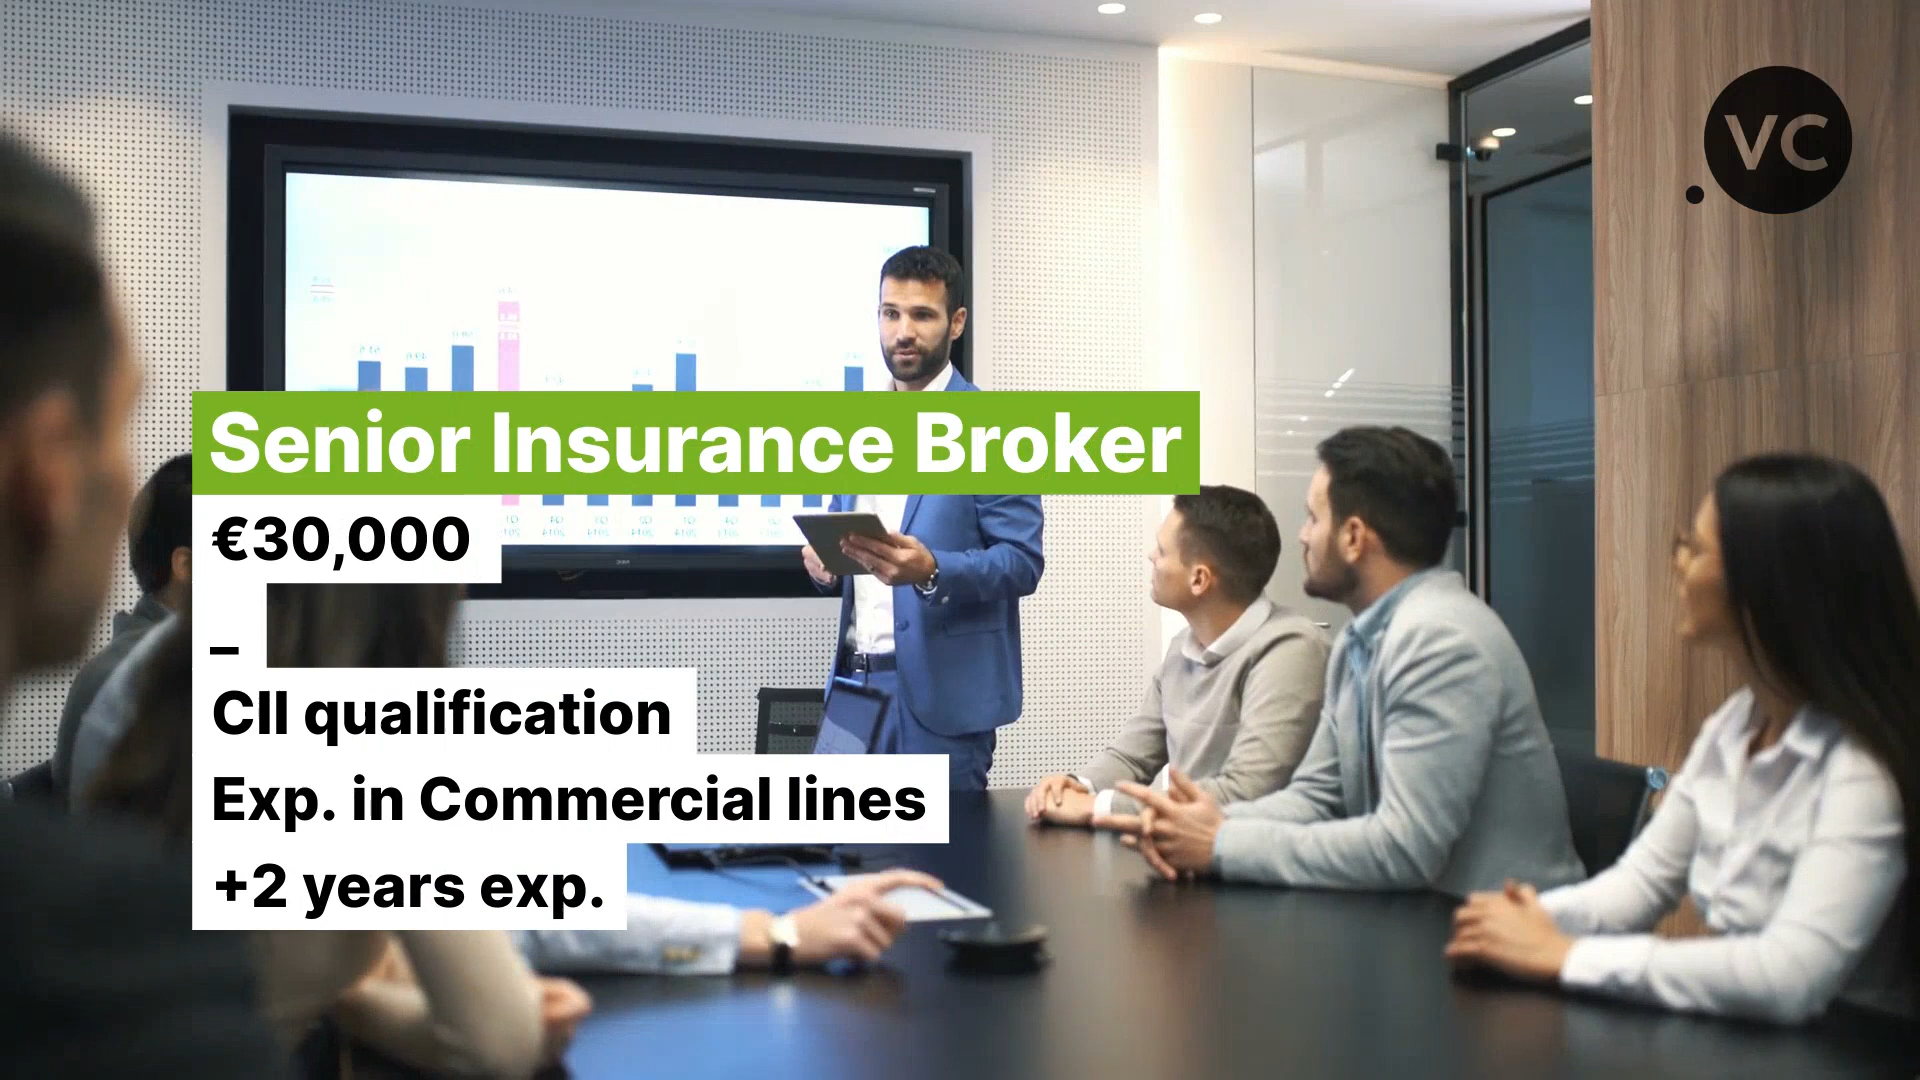 VC
Senior Insurance Broker
€30,000
–
CII qualification
Exp. in Commercial lines
+2 years exp.